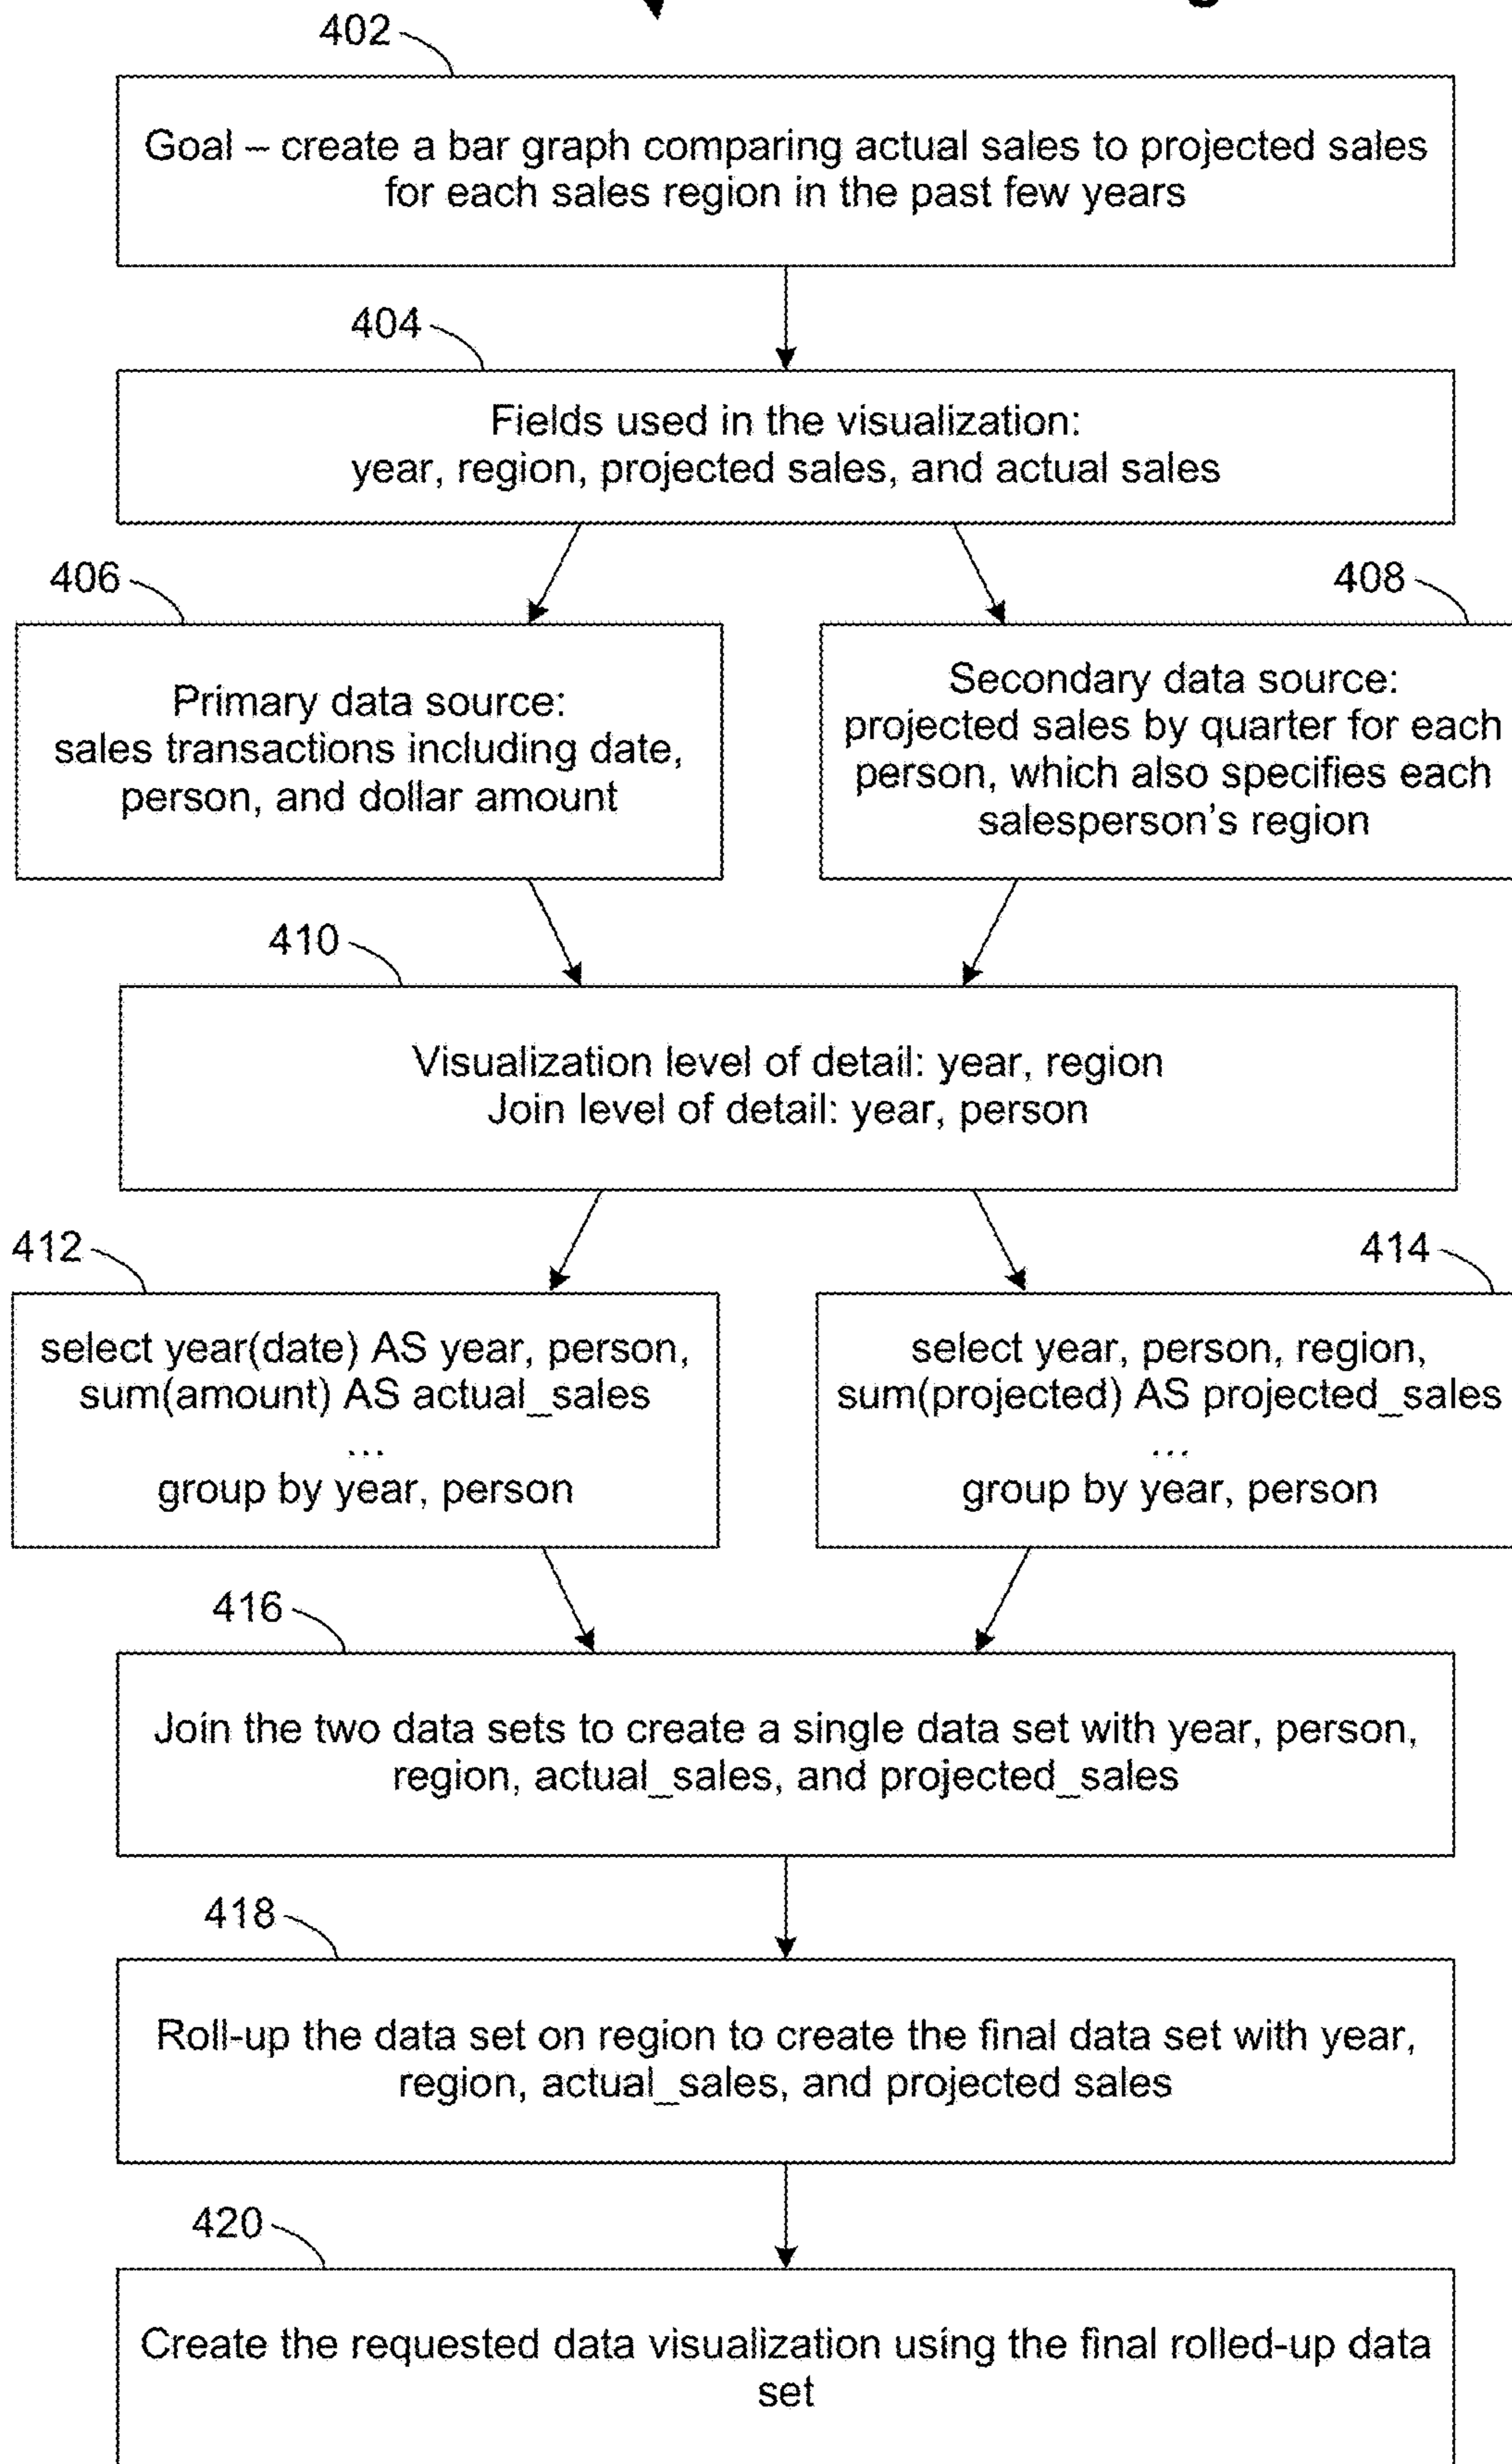 402
Goal – create a bar graph comparing actual sales to projected sales
for each sales region in the past few years
404
Fields used in the visualization:
year, region, projected sales, and actual sales
406
Primary data source:
sales transactions including date,
person, and dollar amount
408
Secondary data source:
projected sales by quarter for each
person, which also specifies each
salesperson's region
410
Visualization level of detail: year, region
Join level of detail: year, person
412
select year(date) AS year, person,
sum(amount) AS actual_sales
...
group by year, person
414
select year, person, region,
sum(projected) AS projected_sales
...
group by year, person
416
Join the two data sets to create a single data set with year, person,
region, actual_sales, and projected_sales
418
Roll-up the data set on region to create the final data set with year,
region, actual_sales, and projected sales
420
Create the requested data visualization using the final rolled-up data
set